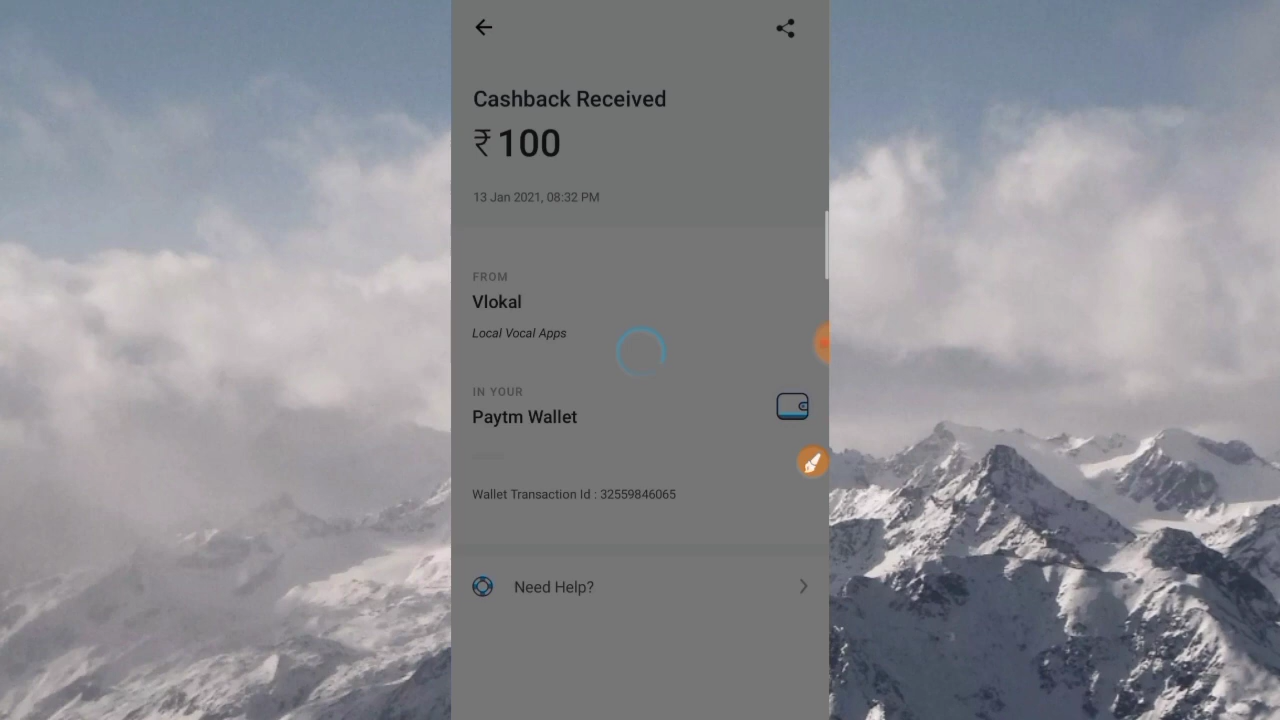 Cashback Received
₹ 100
13 Jan 2021, 08:32 PM
FROM
Vlokal
Local Vocal Apps
IN YOUR
Paytm Wallet
Wallet Transaction Id : 32559846065
Need Help?